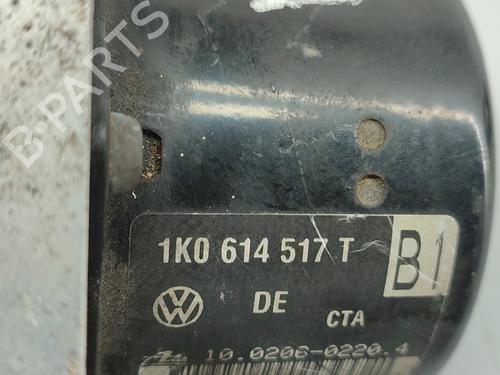 B-PARTS
1K0 614 517 T
B1
DE
CTA
10.0206-0220.4